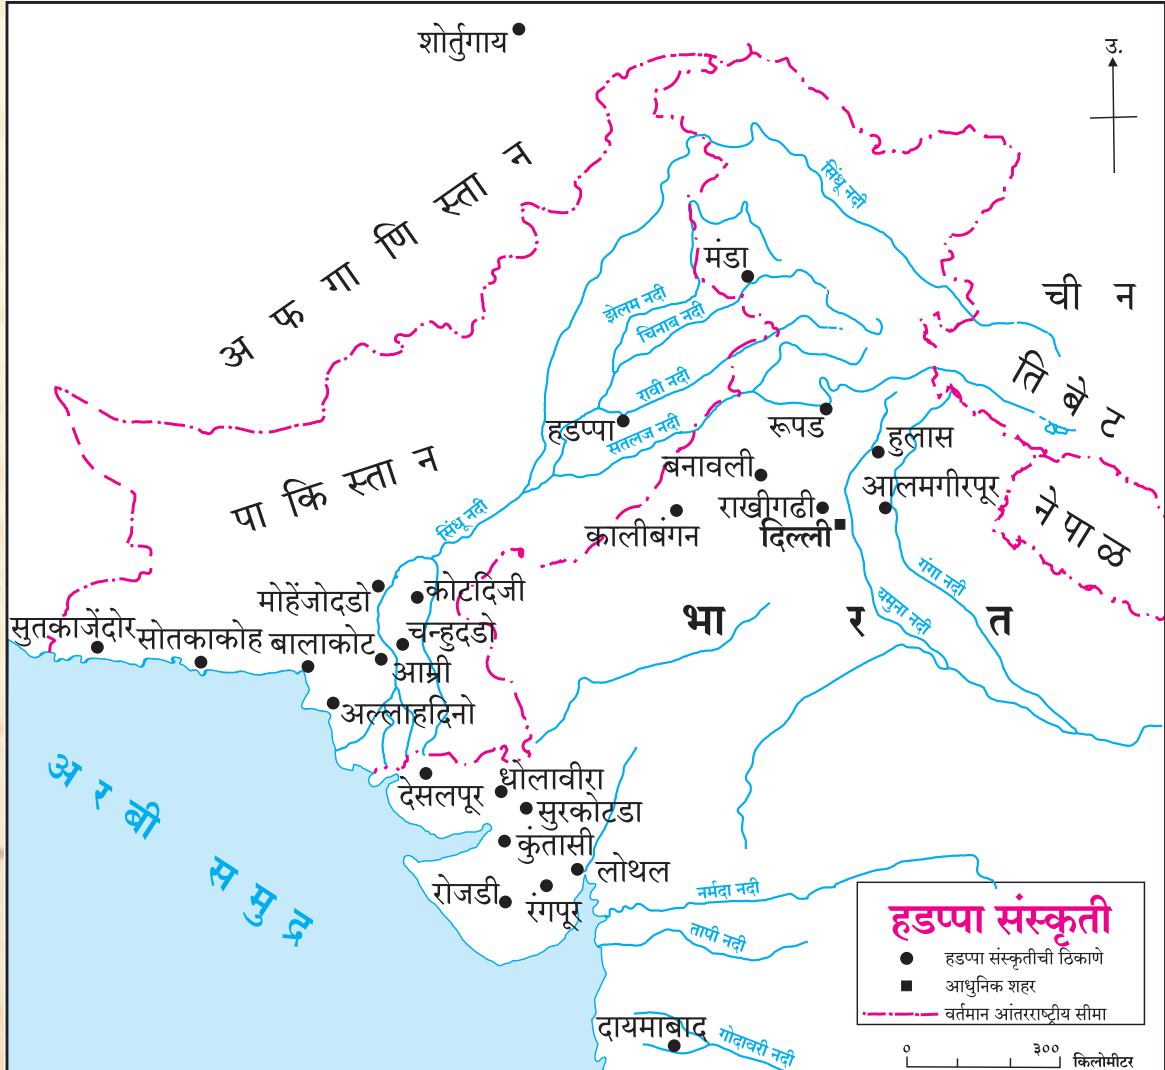 शोर्तुगाय
उ.
अफगाणिस्तान
सिंधू नदी
मंडा
चीन
झेलम नदी
चिनाब नदी
तिबेट
रावी नदी
हडप्पा
सतलज नदी
रूपड
हुलास
बनावली
पाकिस्तान
आलमगीरपूर
राखीगढी
नेपाळ
सिंधू नदी
कालीबंगन
दिल्ली
मोहेंजोदडो
कोटदिजी
गंगा नदी
यमुना नदी
भारत
सुतकाजेंदोर
सोतकाकोह
बालाकोट
चन्हुदडो
आम्री
अल्लाहदिनो
अरबी समुद्र
देसलपूर
धोलावीरा
सुरकोटडा
कुंतासी
लोथल
रोजडी
रंगपूर
नर्मदा नदी
तापी नदी
दायमाबाद
गोदावरी नदी
हडप्पा संस्कृती
हडप्पा संस्कृतीची ठिकाणे
आधुनिक शहर
वर्तमान आंतरराष्ट्रीय सीमा
० ३०० किलोमीटर